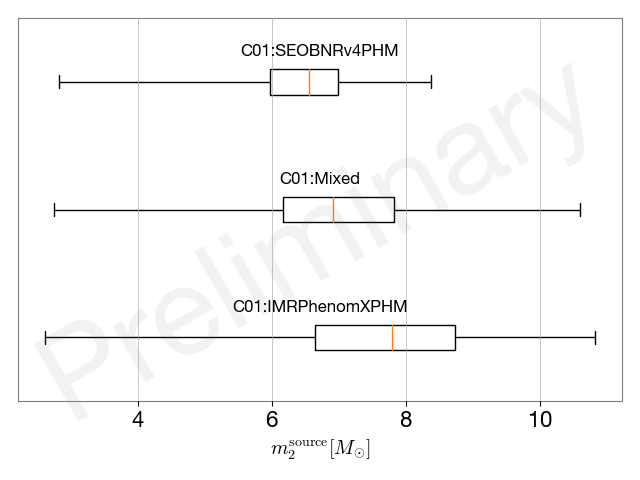 C01:SEOBNRv4PHM
C01:Mixed
C01:IMRPhenomXPHM
Preliminary
4 6 8 10
m₂^source [M⊙]